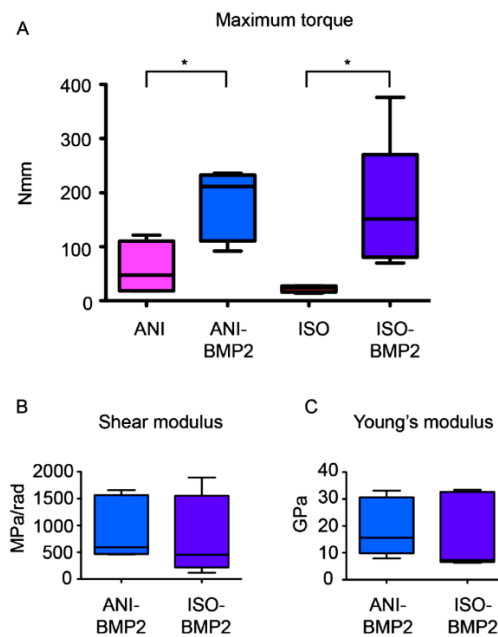 A
Maximum torque
* *
400
300
200
100
0
Nmm
ANI ANI-BMP2 ISO ISO-BMP2
B
Shear modulus
2000
1500
1000
500
0
MPa/rad
ANI-BMP2 ISO-BMP2
C
Young's modulus
40
30
20
10
0
GPa
ANI-BMP2 ISO-BMP2